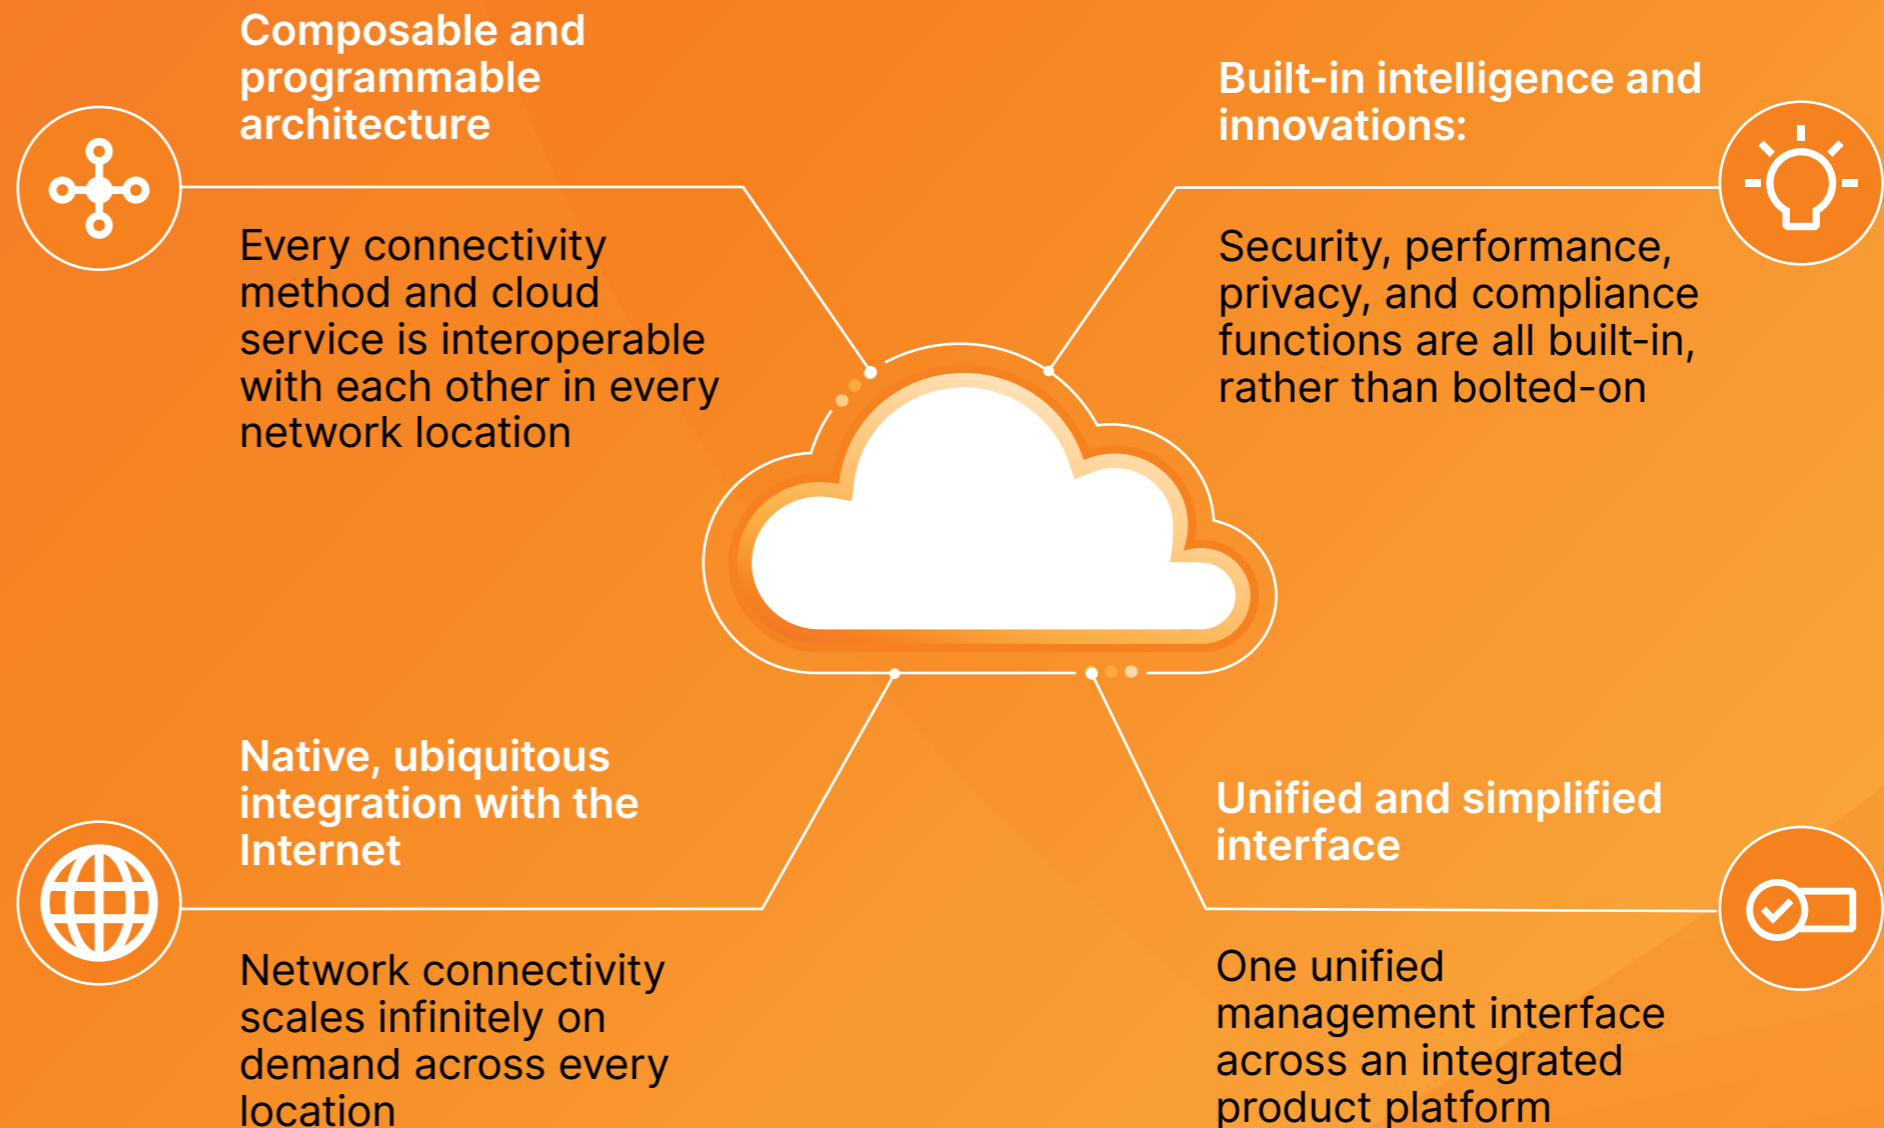 Composable and
programmable
architecture
Every connectivity
method and cloud
service is interoperable
with each other in every
network location
Built-in intelligence and
innovations:
Security, performance,
privacy, and compliance
functions are all built-in,
rather than bolted-on
Native, ubiquitous
integration with the
Internet
Network connectivity
scales infinitely on
demand across every
location
Unified and simplified
interface
One unified
management interface
across an integrated
product platform